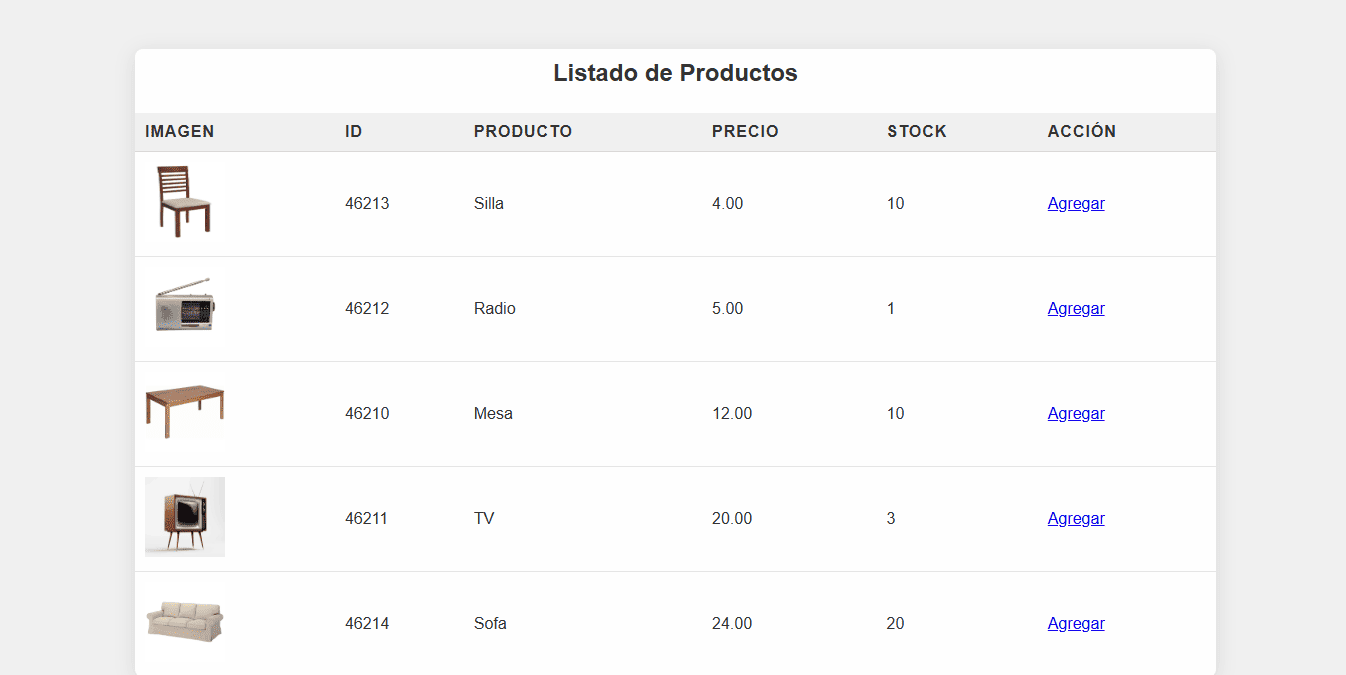 Listado de Productos
IMAGEN ID PRODUCTO PRECIO STOCK ACCIÓN
46213 Silla 4.00 10 Agregar
46212 Radio 5.00 1 Agregar
46210 Mesa 12.00 10 Agregar
46211 TV 20.00 3 Agregar
46214 Sofa 24.00 20 Agregar